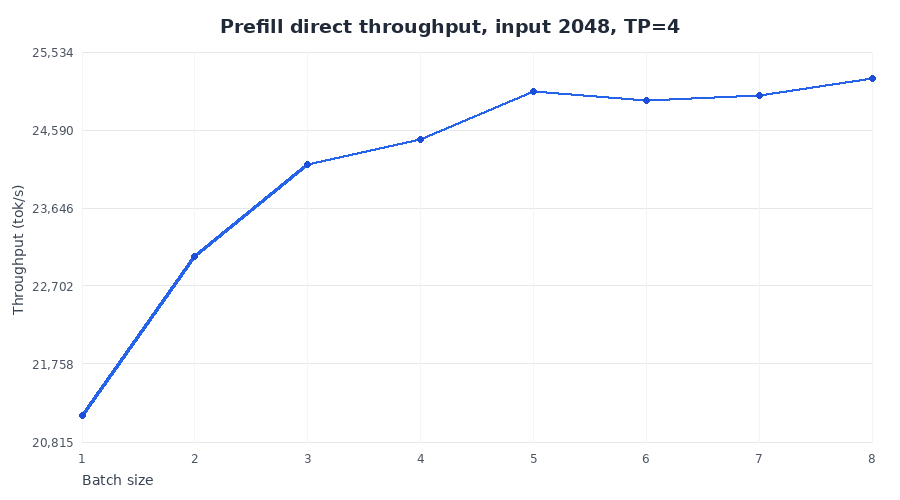 Prefill direct throughput, input 2048, TP=4
25,534
24,590
23,646
22,702
21,758
20,815
Throughput (tok/s)
1 2 3 4 5 6 7 8
Batch size